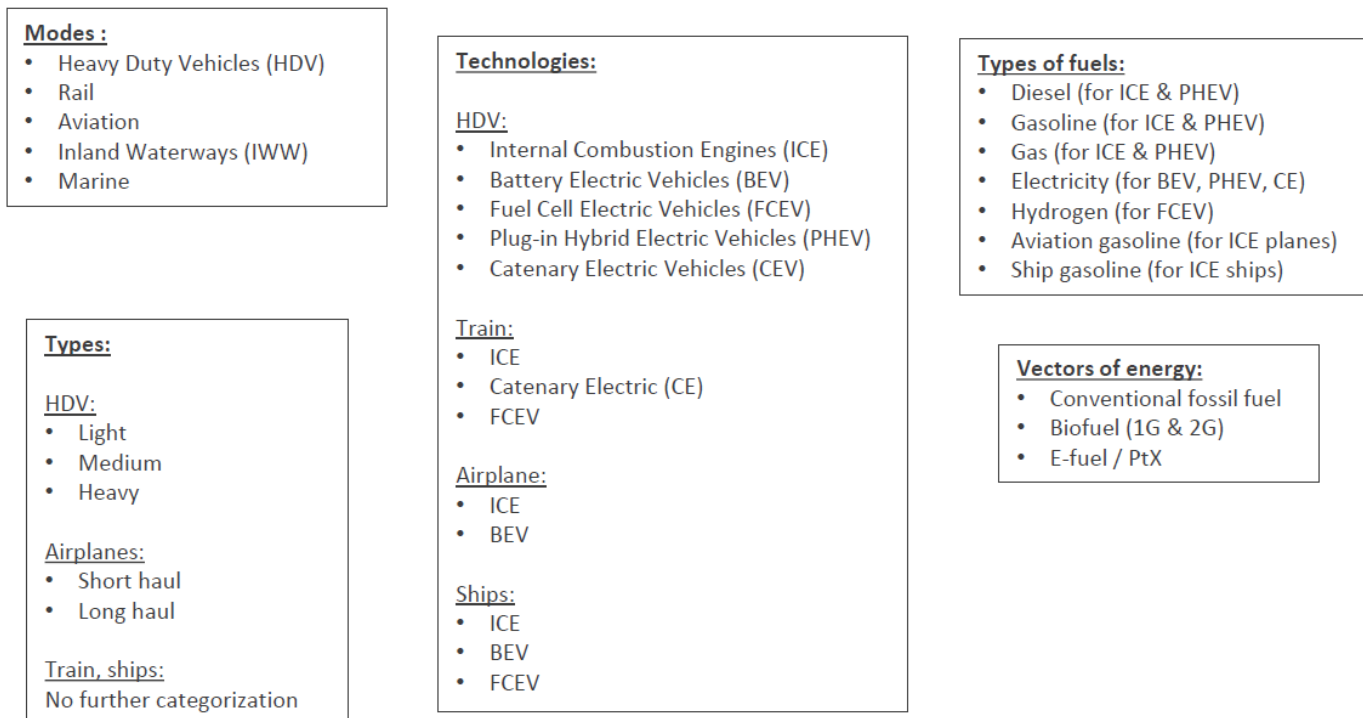 Modes :
• Heavy Duty Vehicles (HDV)
• Rail
• Aviation
• Inland Waterways (IWW)
• Marine
Types:
HDV:
• Light
• Medium
• Heavy
Airplanes:
• Short haul
• Long haul
Train, ships:
No further categorization
Technologies:
HDV:
• Internal Combustion Engines (ICE)
• Battery Electric Vehicles (BEV)
• Fuel Cell Electric Vehicles (FCEV)
• Plug-in Hybrid Electric Vehicles (PHEV)
• Catenary Electric Vehicles (CEV)
Train:
• ICE
• Catenary Electric (CE)
• FCEV
Airplane:
• ICE
• BEV
Ships:
• ICE
• BEV
• FCEV
Types of fuels:
• Diesel (for ICE & PHEV)
• Gasoline (for ICE & PHEV)
• Gas (for ICE & PHEV)
• Electricity (for BEV, PHEV, CE)
• Hydrogen (for FCEV)
• Aviation gasoline (for ICE planes)
• Ship gasoline (for ICE ships)
Vectors of energy:
• Conventional fossil fuel
• Biofuel (1G & 2G)
• E-fuel / PtX